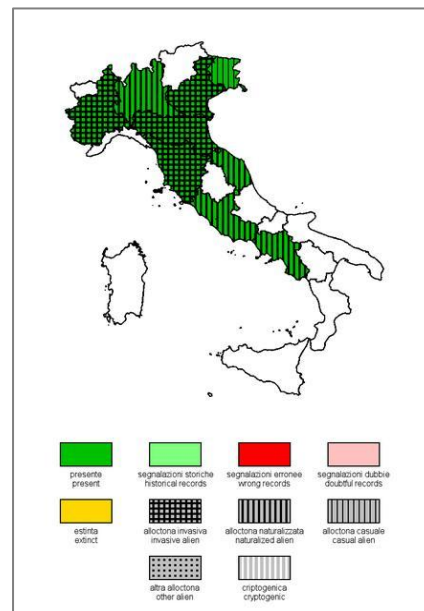 presente
present
segnalazioni storiche
historical records
segnalazioni erronee
wrong records
segnalazioni dubbie
doubtful records
estinta
extinct
alloctona invasiva
invasive alien
alloctona naturalizzata
naturalized alien
alloctona casuale
casual alien
altra alloctona
other alien
criptogenica
cryptogenic